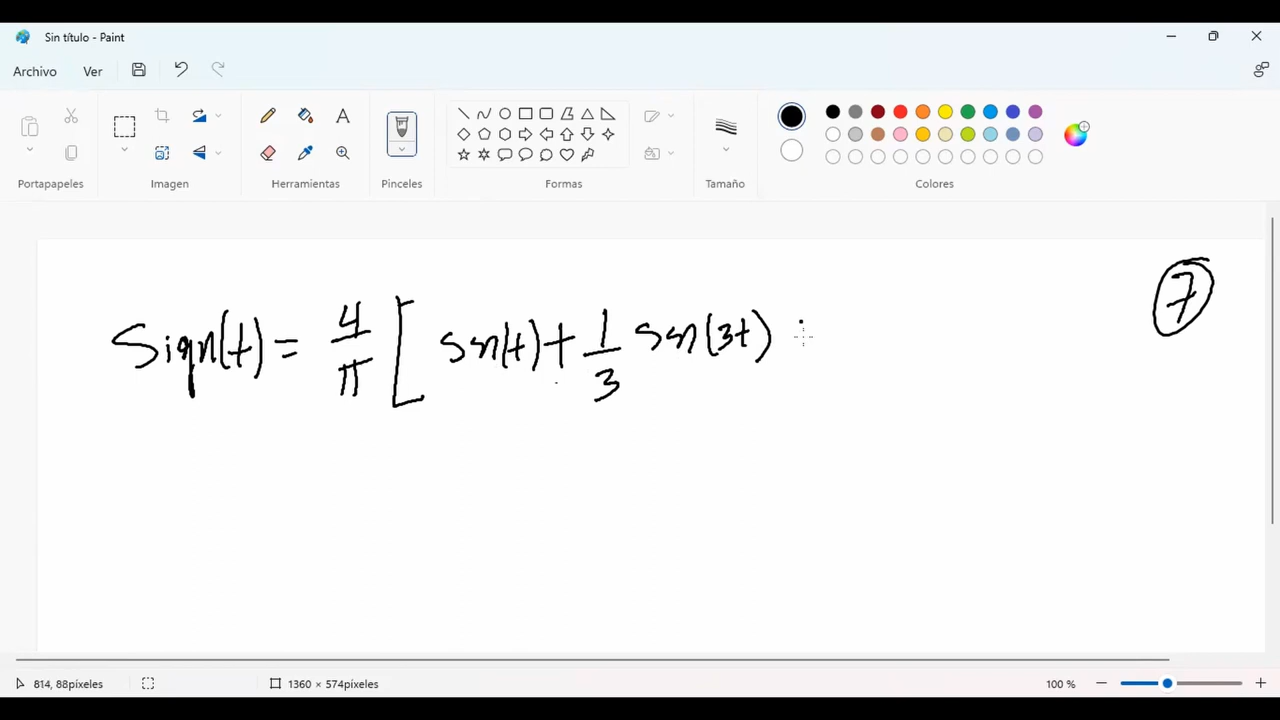 Sin título - Paint
Archivo Ver
Portapapeles Imagen Herramientas Pinceles Formas Tamaño Colores
7
Sign(t) = 4/π [ sen(t) + 1/3 sen(3t)
814, 88píxeles 1360 × 574píxeles 100 %